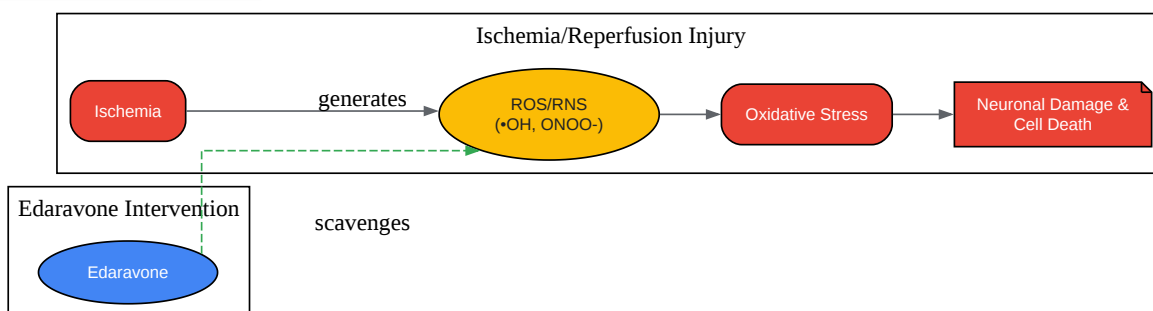 Ischemia/Reperfusion Injury
Ischemia
generates
ROS/RNS
(•OH, ONOO-)
Oxidative Stress
Neuronal Damage &
Cell Death
Edaravone Intervention
scavenges
Edaravone